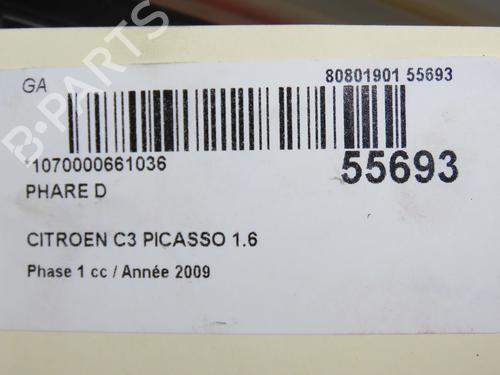 GA
80801901 55693
1070000661036
55693
PHARE D
CITROEN C3 PICASSO 1.6
Phase 1 cc / Année 2009
B-PARTS